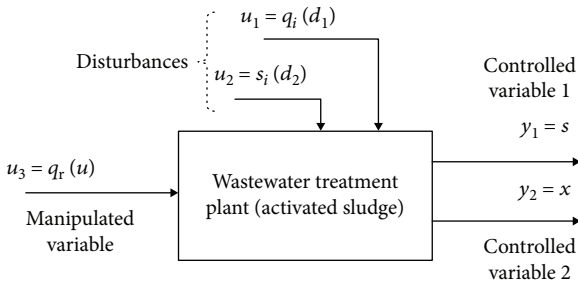 u₁ = qᵢ (d₁)
Disturbances
u₂ = sᵢ (d₂)
Controlled
variable 1
y₁ = s
u₃ = qᵣ (u)
Wastewater treatment
plant (activated sludge)
y₂ = x
Manipulated
variable
Controlled
variable 2